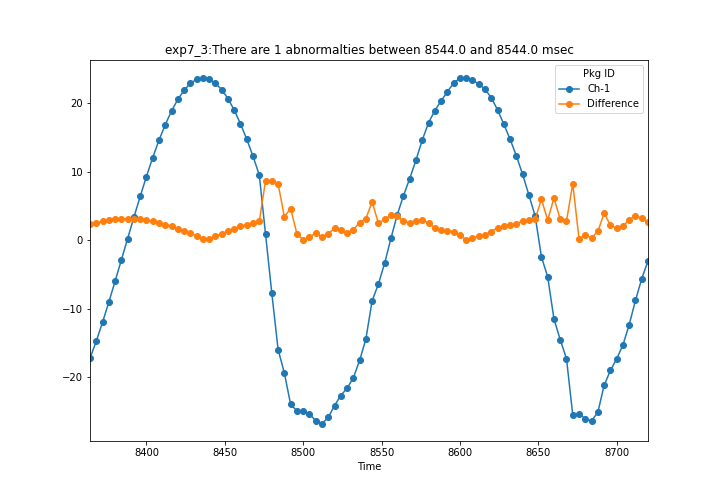 exp7_3:There are 1 abnormalties between 8544.0 and 8544.0 msec
Pkg ID
Ch-1
Difference
20
10
0
−10
−20
8400 8450 8500 8550 8600 8650 8700
Time